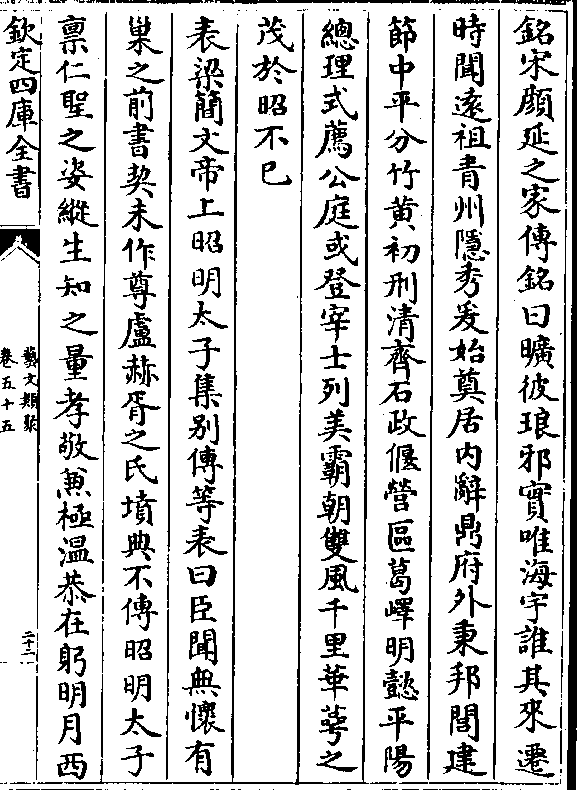 銘宋顔延之家傳銘曰曠彼琅邪實唯海宇誰其來遷
時聞遠祖青州隱秀爰始奠居内辭鼎府外秉邦閭建
節中平分竹黄初刑清齊石政偃營區葛嶧明懿平陽
總理式薦公庭或登宰士列美霸朝雙風千里華萼之
茂於昭不已
表梁簡文帝上昭明太子集别傳等表曰臣聞無懷有
巢之前書契未作尊盧赫胥之氏墳典不傳昭明太子
禀仁聖之姿縱生知之量孝敬兼極温恭在躬明月西
欽定四庫全書
藝文類聚
卷五十五
二十二